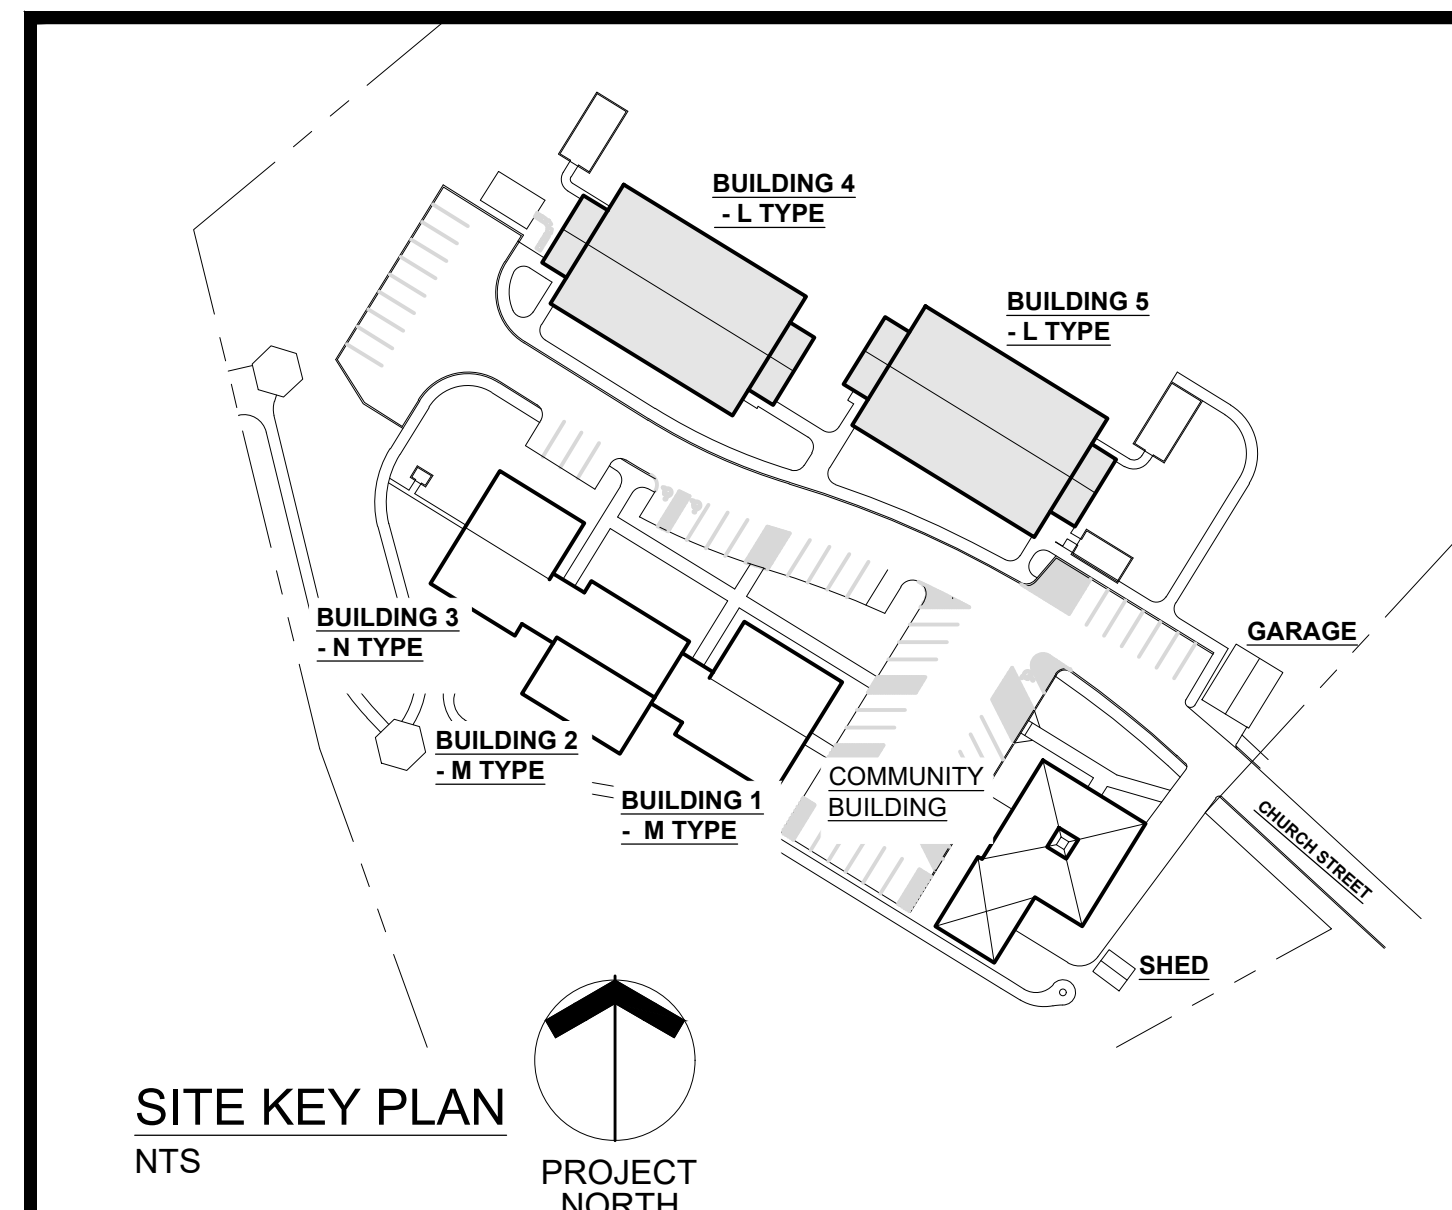 BUILDING 4
- L TYPE
BUILDING 5
- L TYPE
BUILDING 3
- N TYPE
GARAGE
BUILDING 2
- M TYPE
BUILDING 1
- M TYPE
COMMUNITY
BUILDING
CHURCH STREET
SHED
SITE KEY PLAN
NTS
PROJECT
NORTH